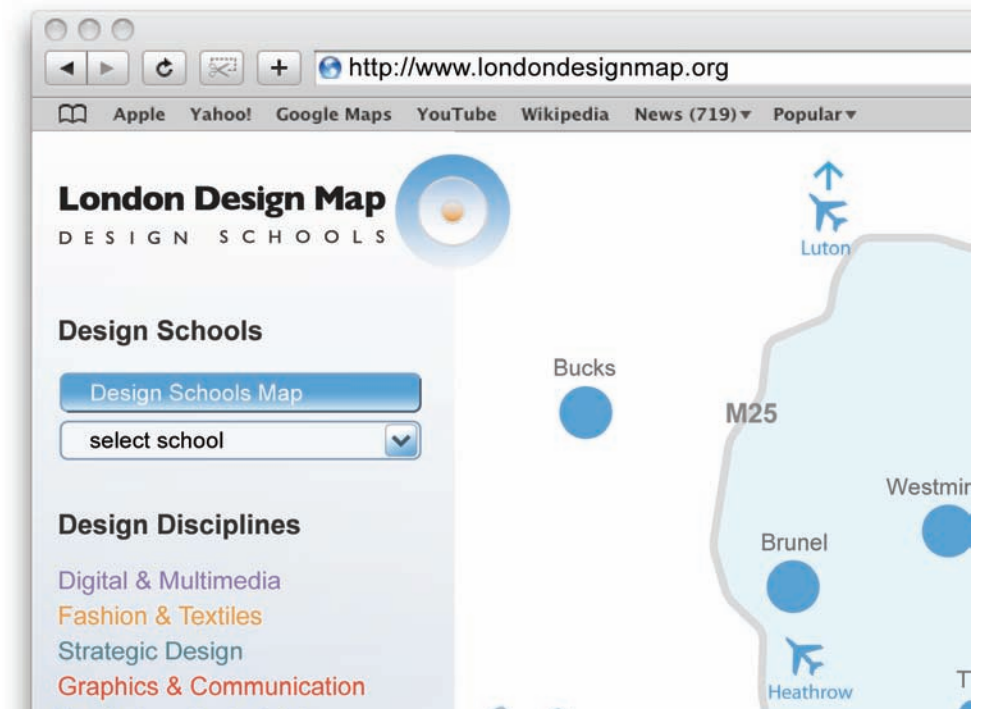 http://www.londondesignmap.org
Apple Yahoo! Google Maps YouTube Wikipedia News (719) Popular
London Design Map
DESIGN SCHOOLS
Luton
Design Schools
Design Schools Map
select school
Bucks
M25
Westmin
Brunel
Design Disciplines
Digital & Multimedia
Fashion & Textiles
Strategic Design
Graphics & Communication
Heathrow
T